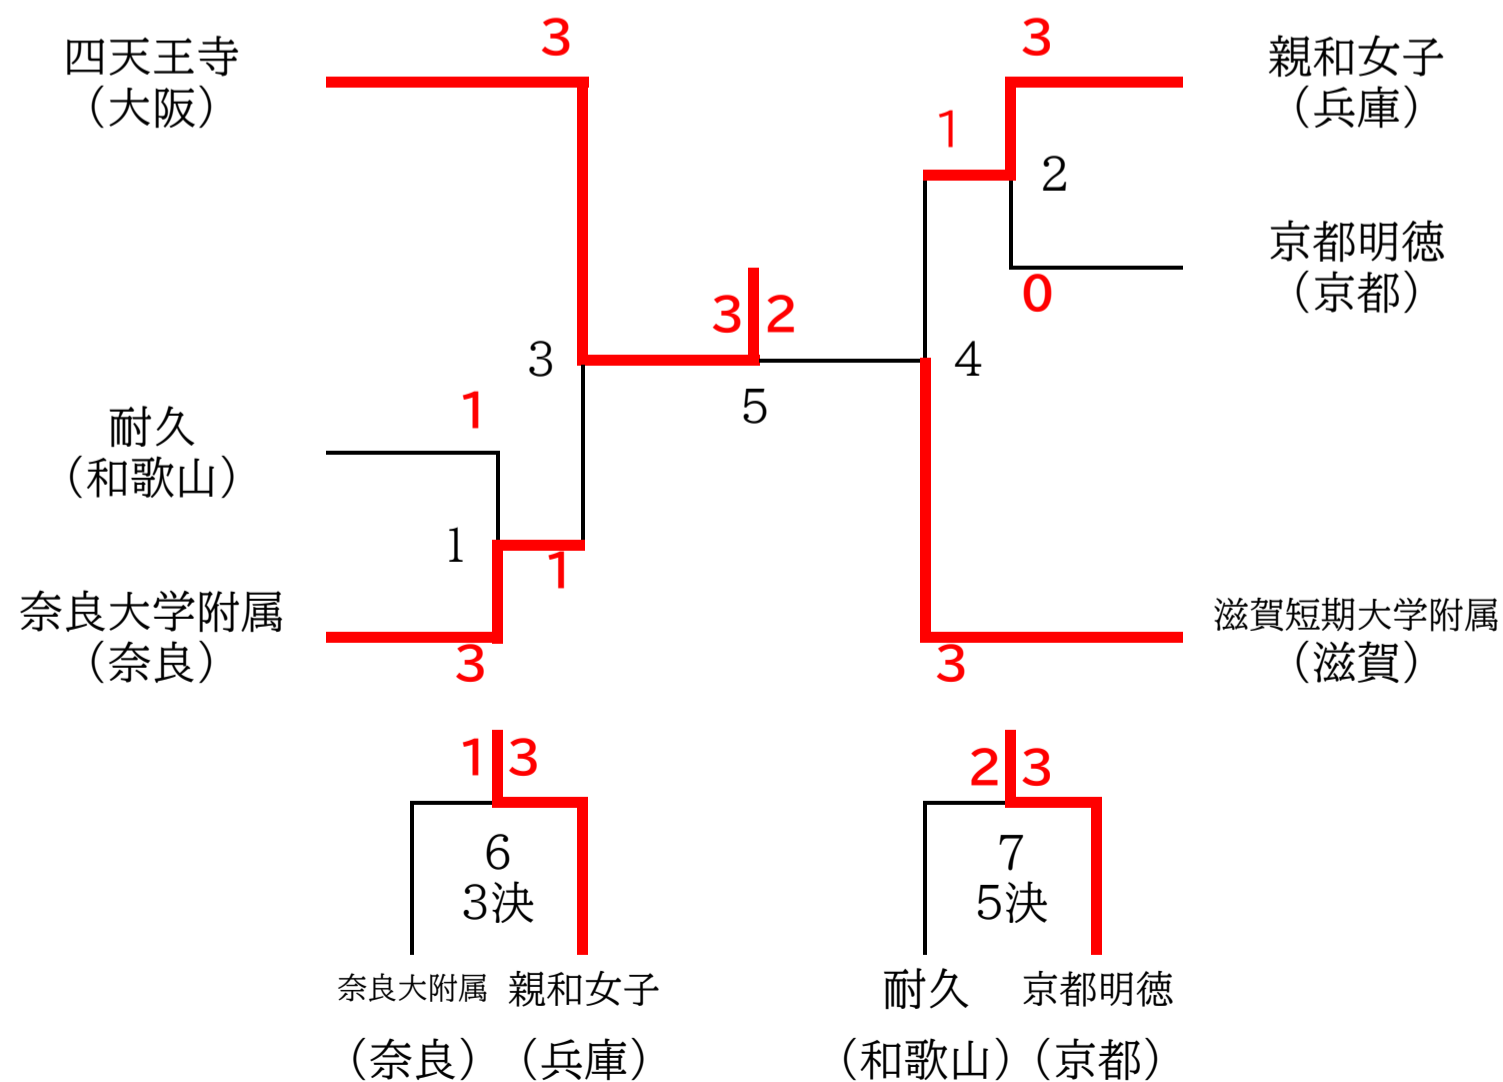 四天王寺
（大阪）
3
3
親和女子
（兵庫）
1
2
京都明徳
（京都）
0
3 2
3
4
5
耐久
（和歌山）
1
1
1
奈良大学附属
（奈良）
3
3
滋賀短期大学附属
（滋賀）
1 3
6
3決
奈良大附属 親和女子
（奈良） （兵庫）
2 3
7
5決
耐久 京都明徳
（和歌山） （京都）